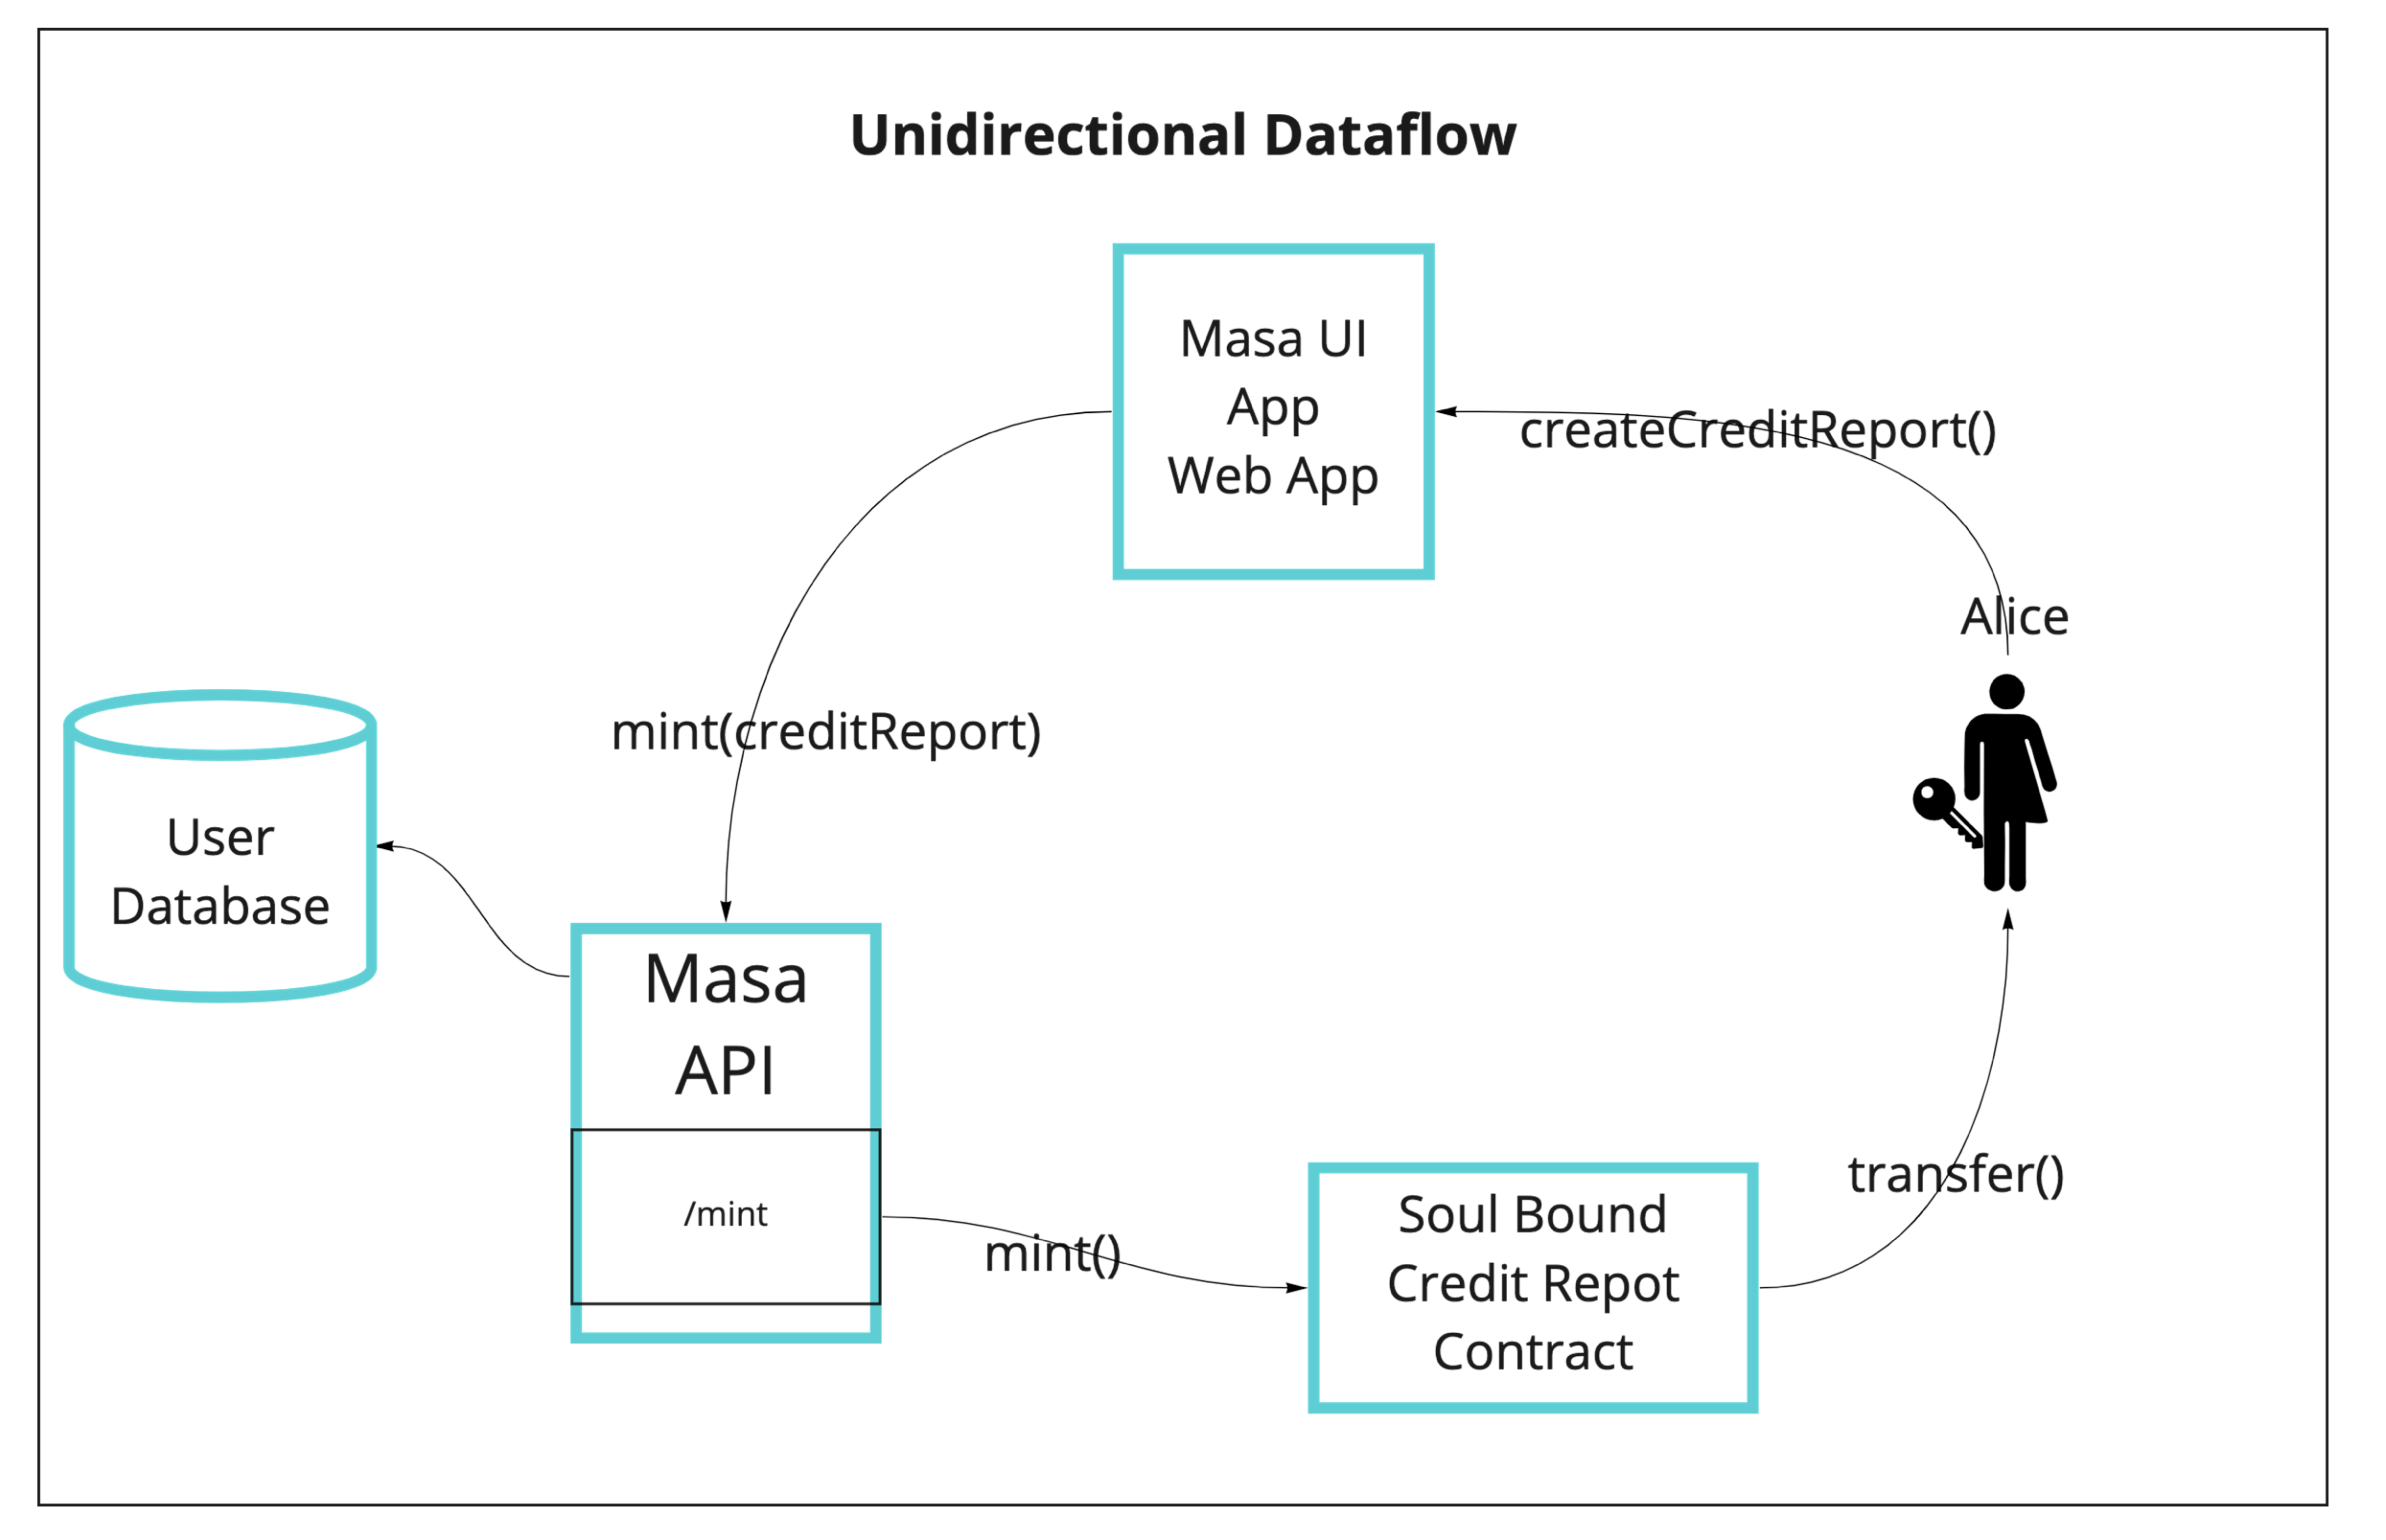 Unidirectional Dataflow
Masa UI
App
Web App
createCreditReport()
Alice
mint(creditReport)
User
Database
Masa
API
/mint
mint()
Soul Bound
Credit Repot
Contract
transfer()